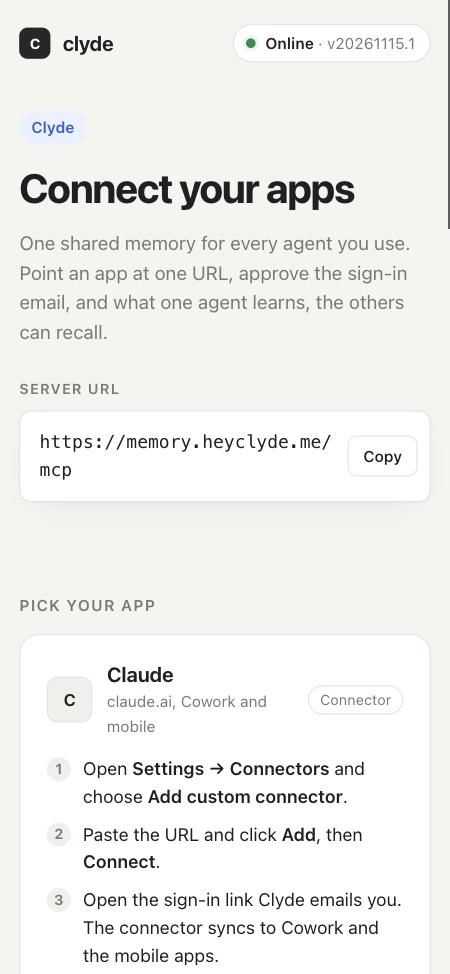 C clyde Online · v20261115.1
Clyde
Connect your apps
One shared memory for every agent you use.
Point an app at one URL, approve the sign-in
email, and what one agent learns, the others
can recall.
SERVER URL
https://memory.heyclyde.me/
mcp
Copy
PICK YOUR APP
C
Claude
claude.ai, Cowork and
mobile
Connector
1 Open Settings → Connectors and
choose Add custom connector.
2 Paste the URL and click Add, then
Connect.
3 Open the sign-in link Clyde emails you.
The connector syncs to Cowork and
the mobile apps.